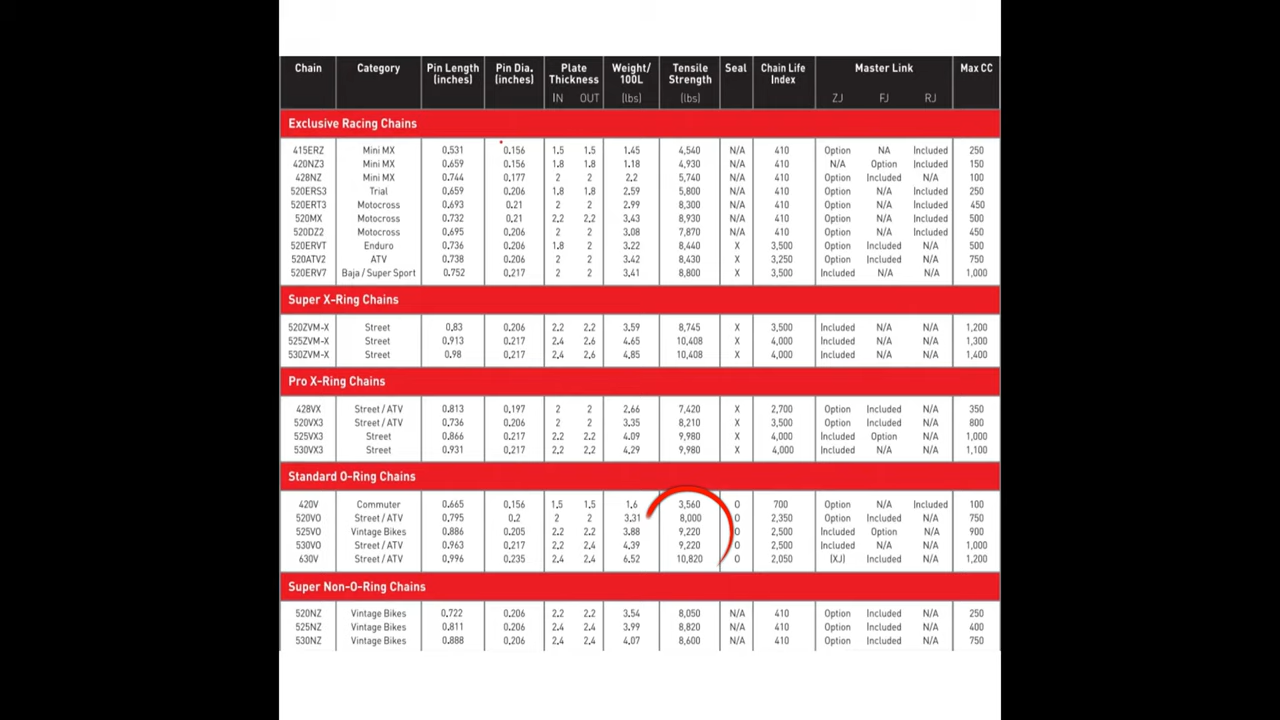 Chain Category Pin Length (inches) Pin Dia. (inches) Plate Thickness Weight/ 100L Tensile Strength Seal Chain Life Index Master Link Max CC
IN OUT (lbs) (lbs) ZJ FJ RJ
Exclusive Racing Chains
415ERZ Mini MX 0.531 0.156 1.5 1.5 1.45 4,540 N/A 410 Option NA Included 250
420NZ3 Mini MX 0.659 0.156 1.8 1.8 1.18 4,930 N/A 410 N/A Option Included 150
428NZ Mini MX 0.744 0.177 2 2 2.2 5,740 N/A 410 Option Included N/A 100
520ERS3 Trial 0.659 0.206 1.8 1.8 2.59 5,800 N/A 410 Option N/A Included 250
520ERT3 Motocross 0.693 0.21 2 2 2.99 8,300 N/A 410 Option N/A Included 450
520MX Motocross 0.732 0.21 2.2 2.2 3.43 8,930 N/A 410 Option N/A Included 500
520DZ2 Motocross 0.695 0.206 2 2 3.08 7,870 N/A 410 Option N/A Included 450
520ERVT Enduro 0.736 0.206 1.8 2 3.22 8,440 X 3,500 Option Included N/A 500
520ATV2 ATV 0.738 0.206 2 2 3.42 8,430 X 3,250 Option Included N/A 750
520ERV7 Baja / Super Sport 0.752 0.217 2 2 3.41 8,800 X 3,500 Included N/A N/A 1,000
Super X-Ring Chains
520ZVM-X Street 0.83 0.206 2.2 2.2 3.59 8,745 X 3,500 Included N/A N/A 1,200
525ZVM-X Street 0.913 0.217 2.4 2.6 4.65 10,408 X 4,000 Included N/A N/A 1,300
530ZVM-X Street 0.98 0.217 2.4 2.6 4.85 10,408 X 4,000 Included N/A N/A 1,400
Pro X-Ring Chains
428VX Street / ATV 0.813 0.197 2 2 2.66 7,420 X 2,700 Option Included N/A 350
520VX3 Street / ATV 0.736 0.206 2 2 3.35 8,210 X 3,500 Option Included N/A 800
525VX3 Street 0.866 0.217 2.2 2.2 4.09 9,980 X 4,000 Included Option N/A 1,000
530VX3 Street 0.931 0.217 2.2 2.2 4.29 9,980 X 4,000 Included N/A N/A 1,100
Standard O-Ring Chains
420V Commuter 0.665 0.156 1.5 1.5 1.6 3,560 O 700 Option N/A Included 100
520VO Street / ATV 0.795 0.2 2 2 3.31 8,000 O 2,350 Option Included N/A 750
525VO Vintage Bikes 0.886 0.205 2.2 2.2 3.88 9,220 O 2,500 Included Option N/A 900
530VO Street / ATV 0.963 0.217 2.2 2.4 4.39 9,220 O 2,500 Included N/A N/A 1,000
630V Street / ATV 0.996 0.235 2.4 2.4 6.52 10,820 O 2,050 (XJ) Included N/A 1,200
Super Non-O-Ring Chains
520NZ Vintage Bikes 0.722 0.206 2.2 2.2 3.54 8,050 N/A 410 Option Included N/A 250
525NZ Vintage Bikes 0.811 0.206 2.4 2.4 3.99 8,820 N/A 410 Option Included N/A 400
530NZ Vintage Bikes 0.888 0.206 2.4 2.4 4.07 8,600 N/A 410 Option Included N/A 750